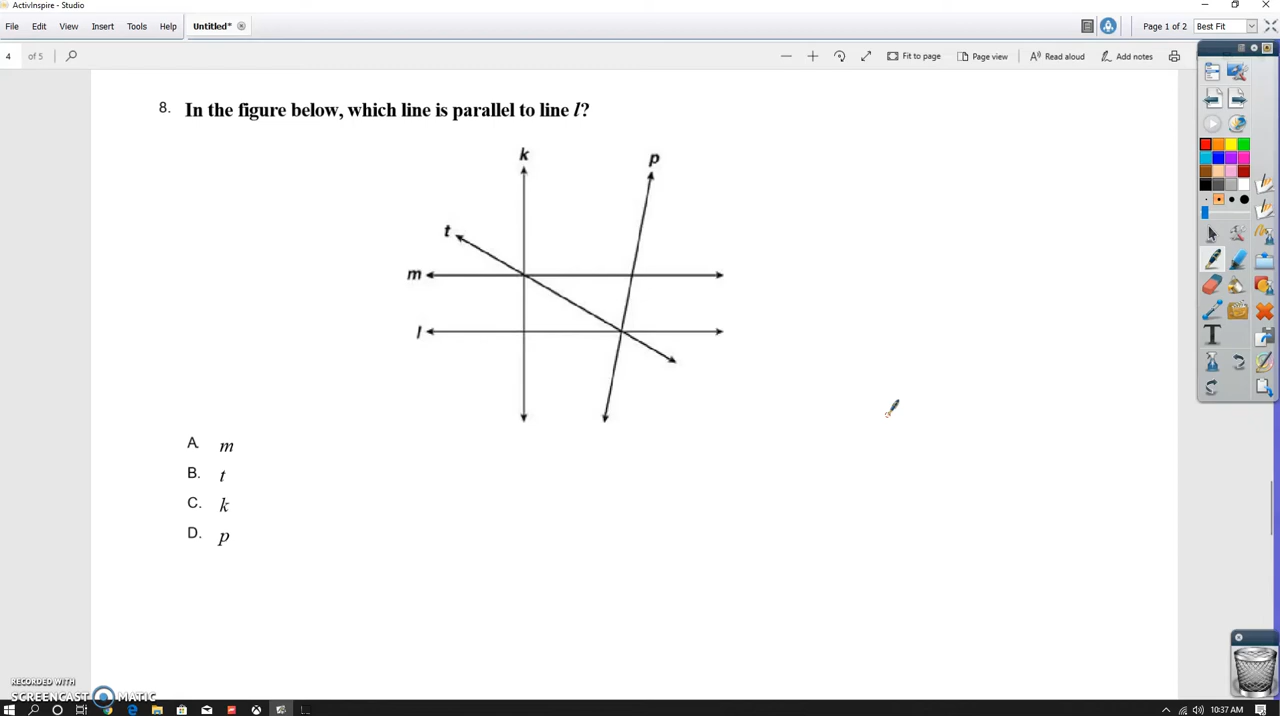 ActivInspire - Studio
File Edit View Insert Tools Help Untitled* Page 1 of 2 Best Fit
4 of 5 Fit to page Page view Read aloud Add notes
8. In the figure below, which line is parallel to line l?
k
p
t
m
l
A. m
B. t
C. k
D. p
T
RECORDED WITH
SCREENCAST MATIC
10:37 AM